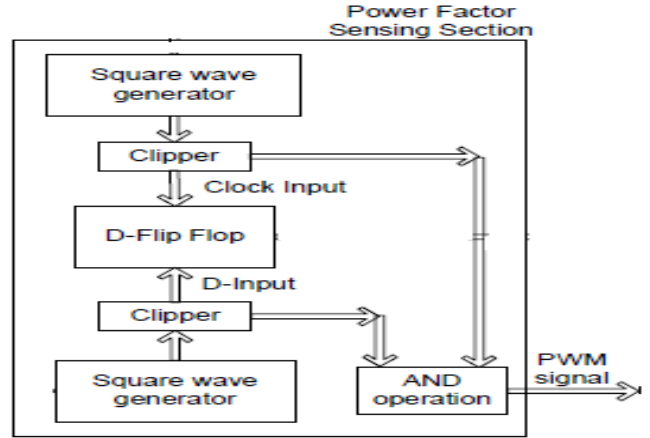 Power Factor
Sensing Section
Square wave
generator
Clipper
Clock Input
D-Flip Flop
D-Input
Clipper
Square wave
generator
AND
operation
PWM
signal